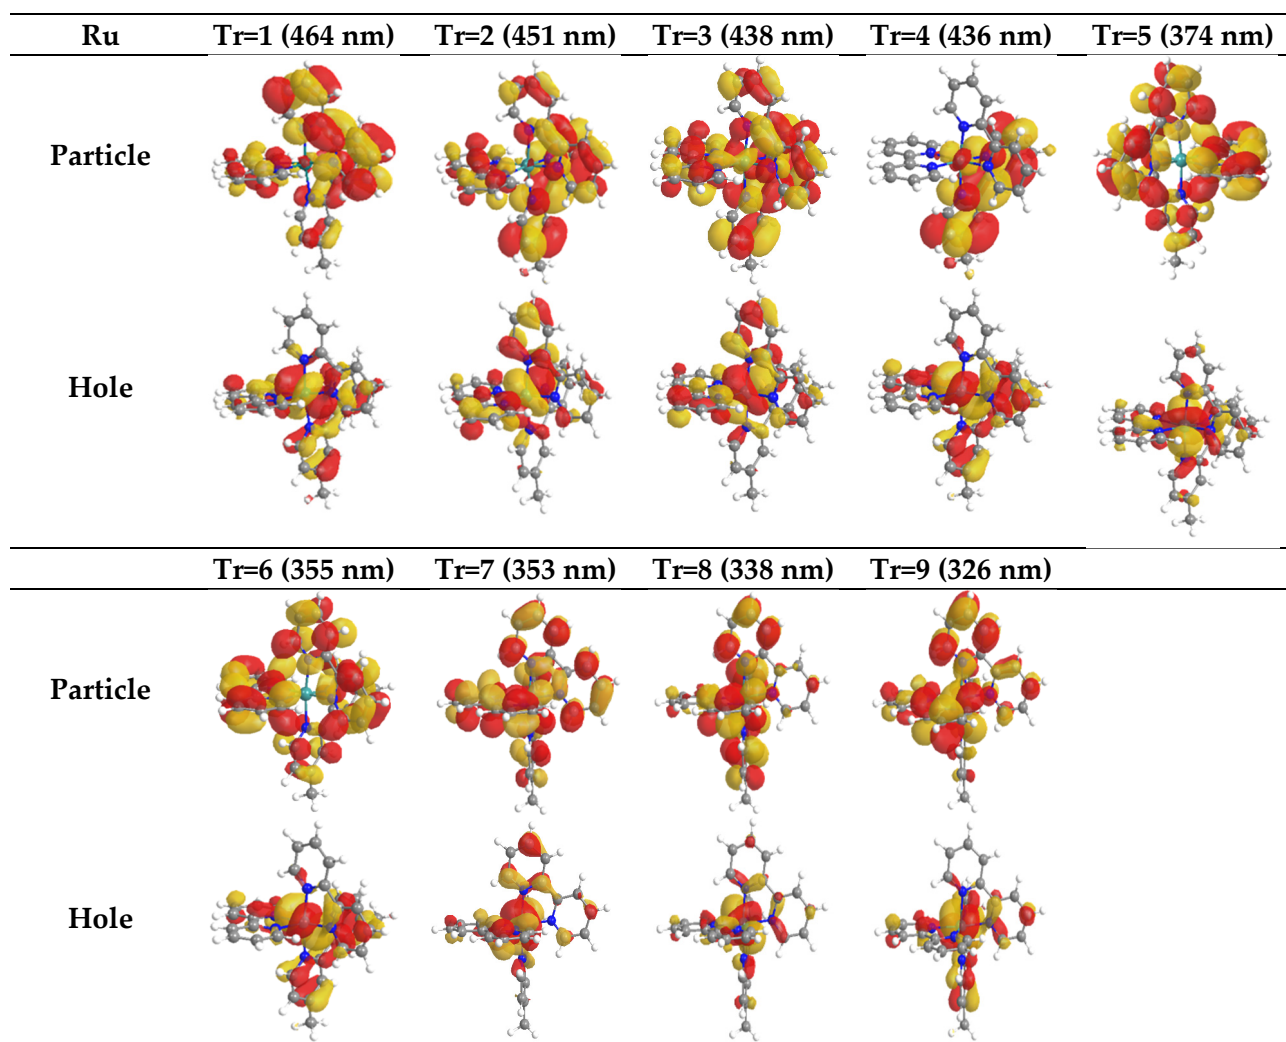 Ru Tr=1 (464 nm) Tr=2 (451 nm) Tr=3 (438 nm) Tr=4 (436 nm) Tr=5 (374 nm)
Particle
Hole
Tr=6 (355 nm) Tr=7 (353 nm) Tr=8 (338 nm) Tr=9 (326 nm)
Particle
Hole